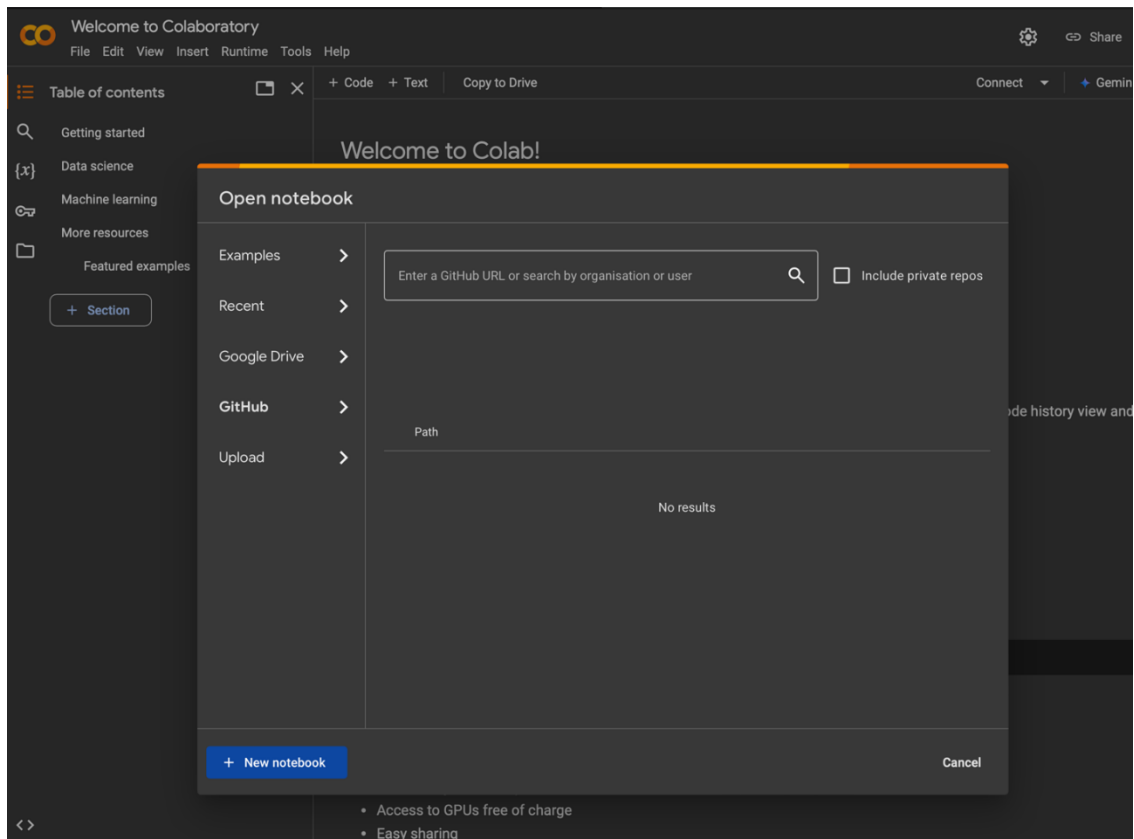 Welcome to Colaboratory
File Edit View Insert Runtime Tools Help
Share
Table of contents
+ Code + Text Copy to Drive
Connect
Getting started
Data science
Machine learning
More resources
Featured examples
+ Section
Welcome to Colab!
Open notebook
Examples
Recent
Google Drive
GitHub
Upload
Enter a GitHub URL or search by organisation or user
Include private repos
Path
No results
history view and
+ New notebook
Cancel
• Access to GPUs free of charge
• Easy sharing
{x}
<>